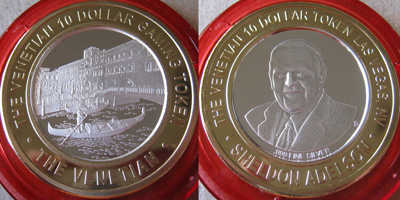 THE VENETIAN 10 DOLLAR GAMING TOKEN
• THE VENETIAN •
THE VENETIAN 10 DOLLAR TOKEN LAS VEGAS NV
.999 FINE SILVER
• SHELDON ADELSON •